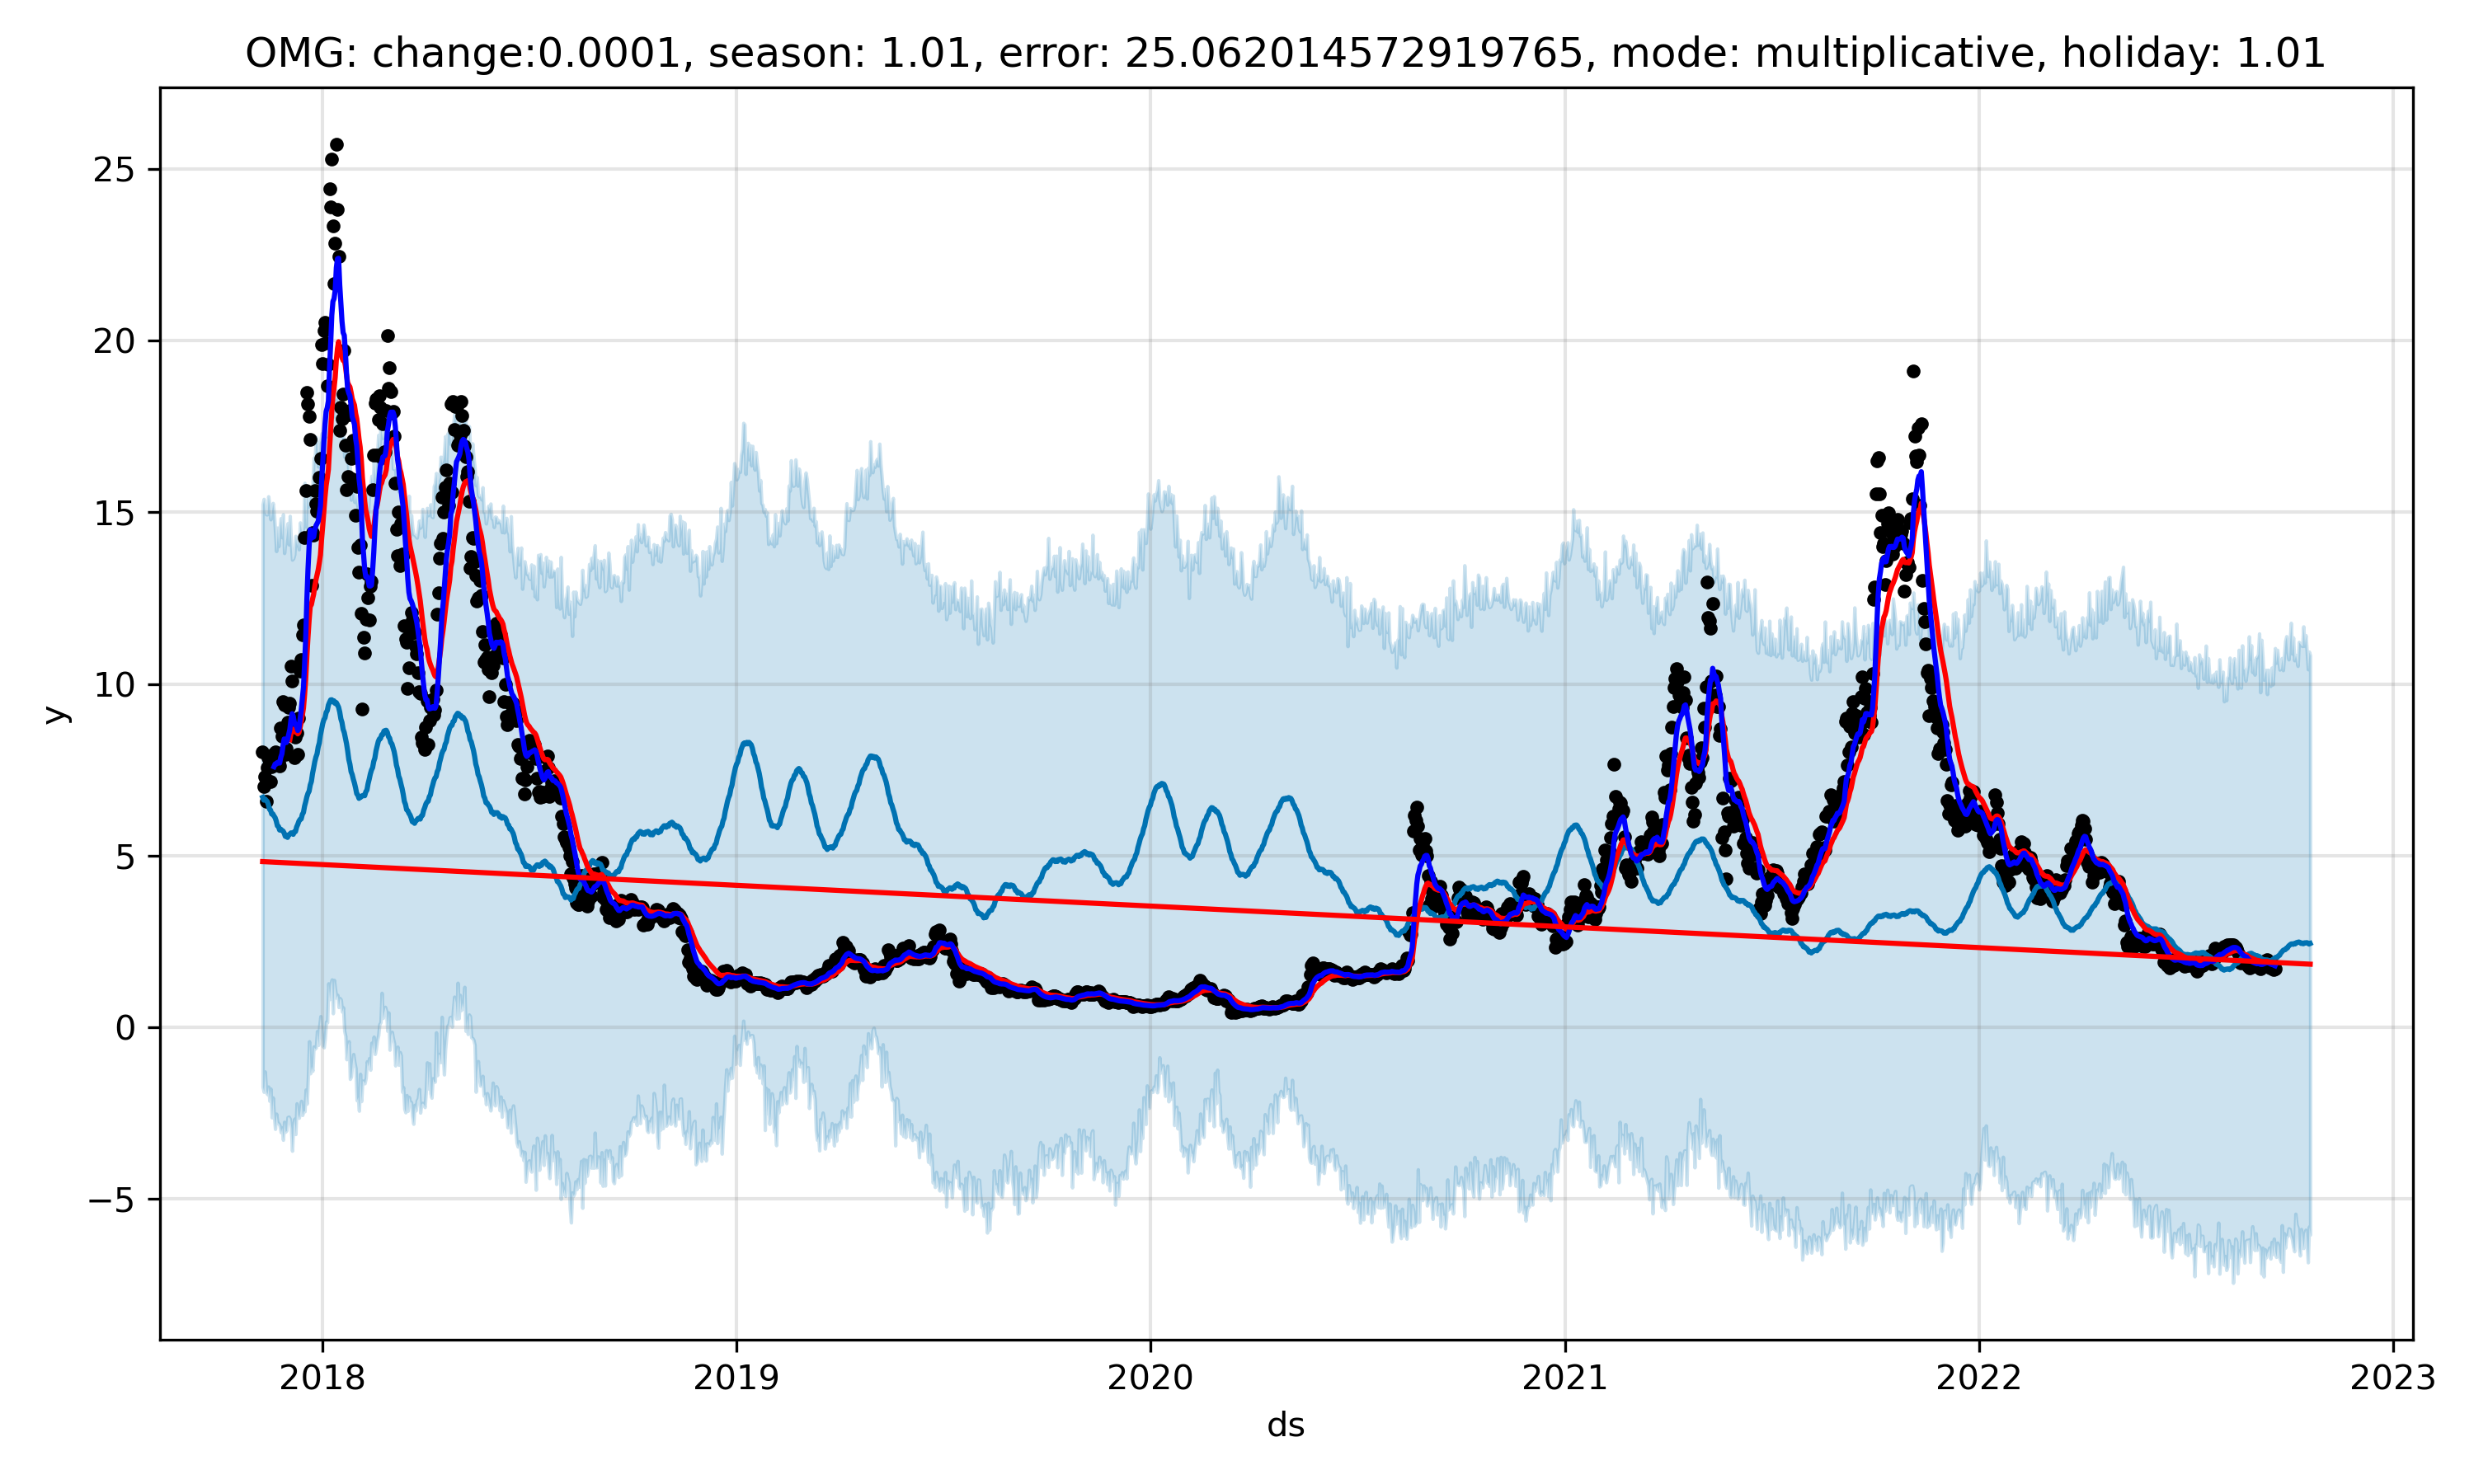 OMG: change:0.0001, season: 1.01, error: 25.062014572919765, mode: multiplicative, holiday: 1.01
25
20
15
10
5
0
−5
y
2018 2019 2020 2021 2022 2023
ds